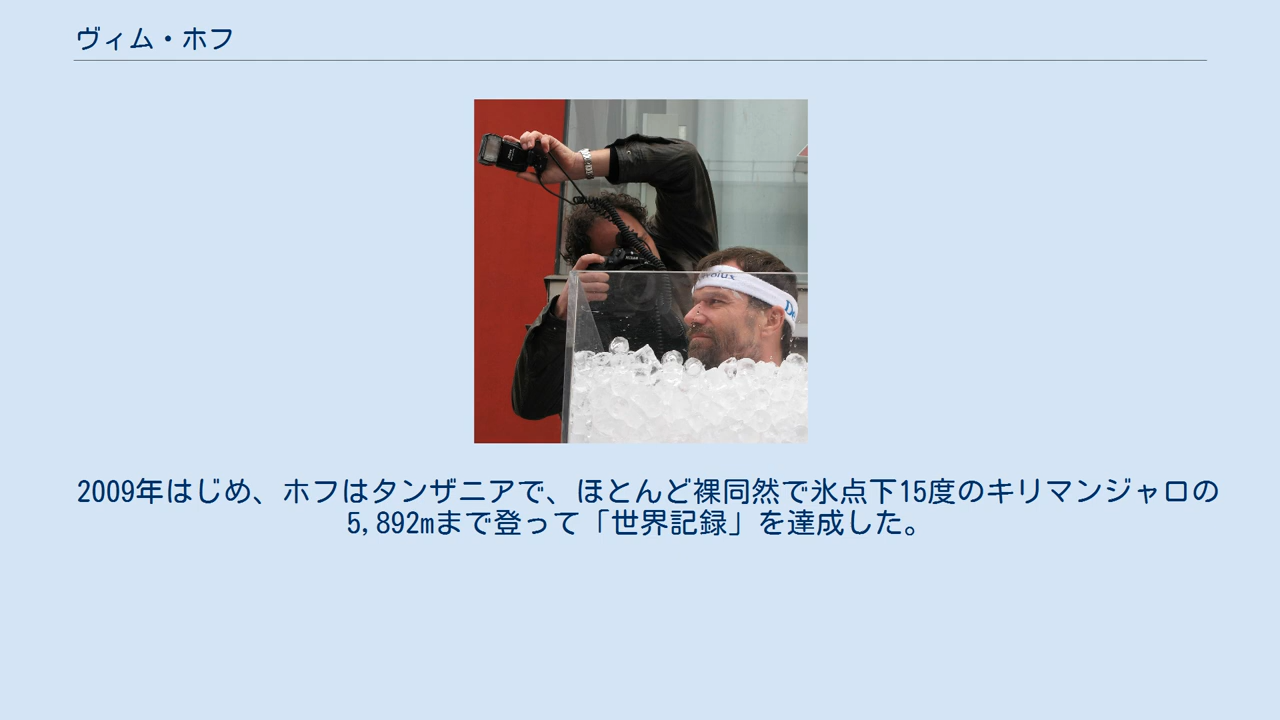 ヴィム・ホフ
2009年はじめ、ホフはタンザニアで、ほとんど裸同然で氷点下15度のキリマンジャロの
5,892mまで登って「世界記録」を達成した。